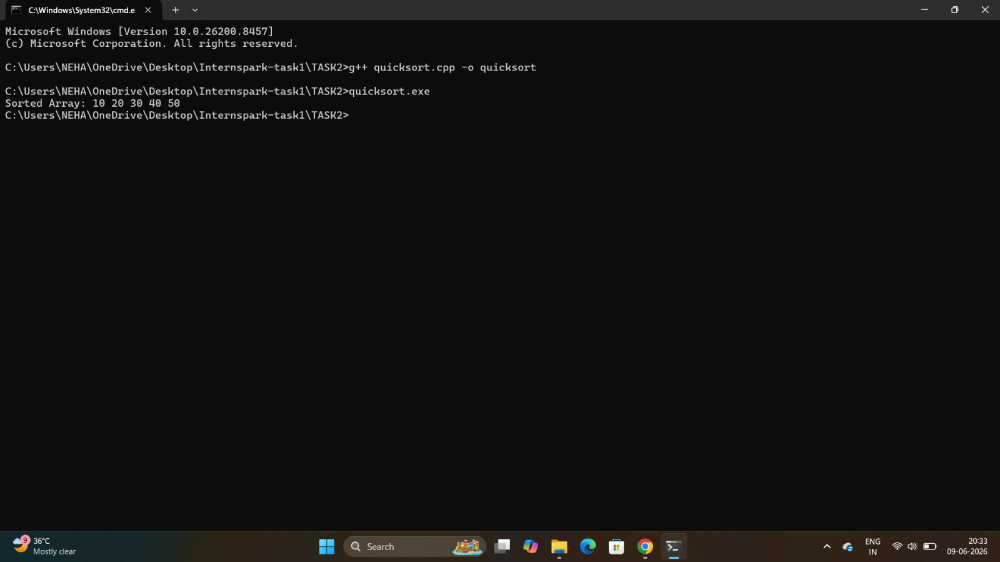 C:\Windows\System32\cmd.e
Microsoft Windows [Version 10.0.26200.8457]
(c) Microsoft Corporation. All rights reserved.
C:\Users\NEHA\OneDrive\Desktop\Internspark-task1\TASK2>g++ quicksort.cpp -o quicksort
C:\Users\NEHA\OneDrive\Desktop\Internspark-task1\TASK2>quicksort.exe
Sorted Array: 10 20 30 40 50
C:\Users\NEHA\OneDrive\Desktop\Internspark-task1\TASK2>
9
36°C
Mostly clear
Search
ENG
IN
20:33
09-06-2026